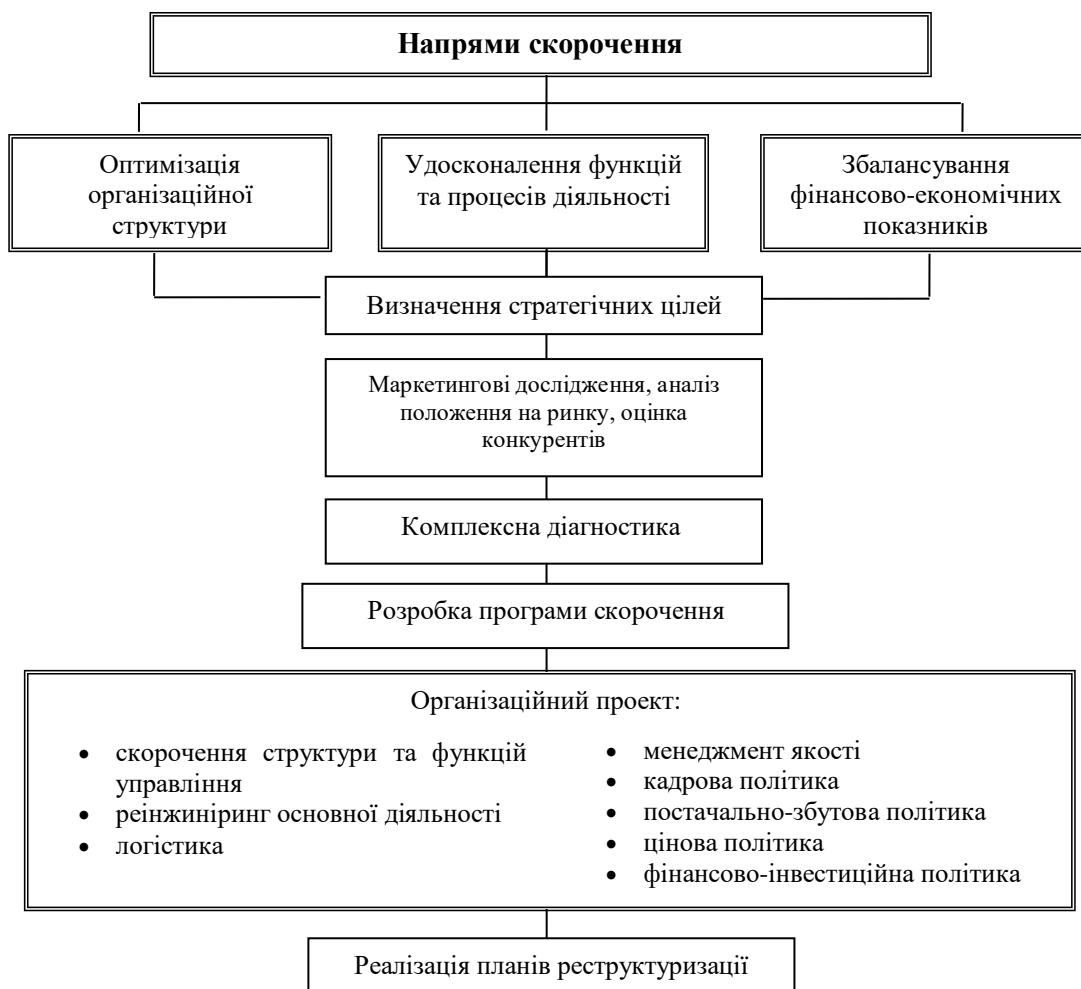 Напрями скорочення
Оптимізація
організаційної
структури
Удосконалення функцій
та процесів діяльності
Збалансування
фінансово-економічних
показників
Визначення стратегічних цілей
Маркетингові дослідження, аналіз
положення на ринку, оцінка
конкурентів
Комплексна діагностика
Розробка програми скорочення
Організаційний проект:
• скорочення структури та функцій
управління
• реінжиніринг основної діяльності
• логістика
• менеджмент якості
• кадрова політика
• постачально-збутова політика
• цінова політика
• фінансово-інвестиційна політика
Реалізація планів реструктуризації